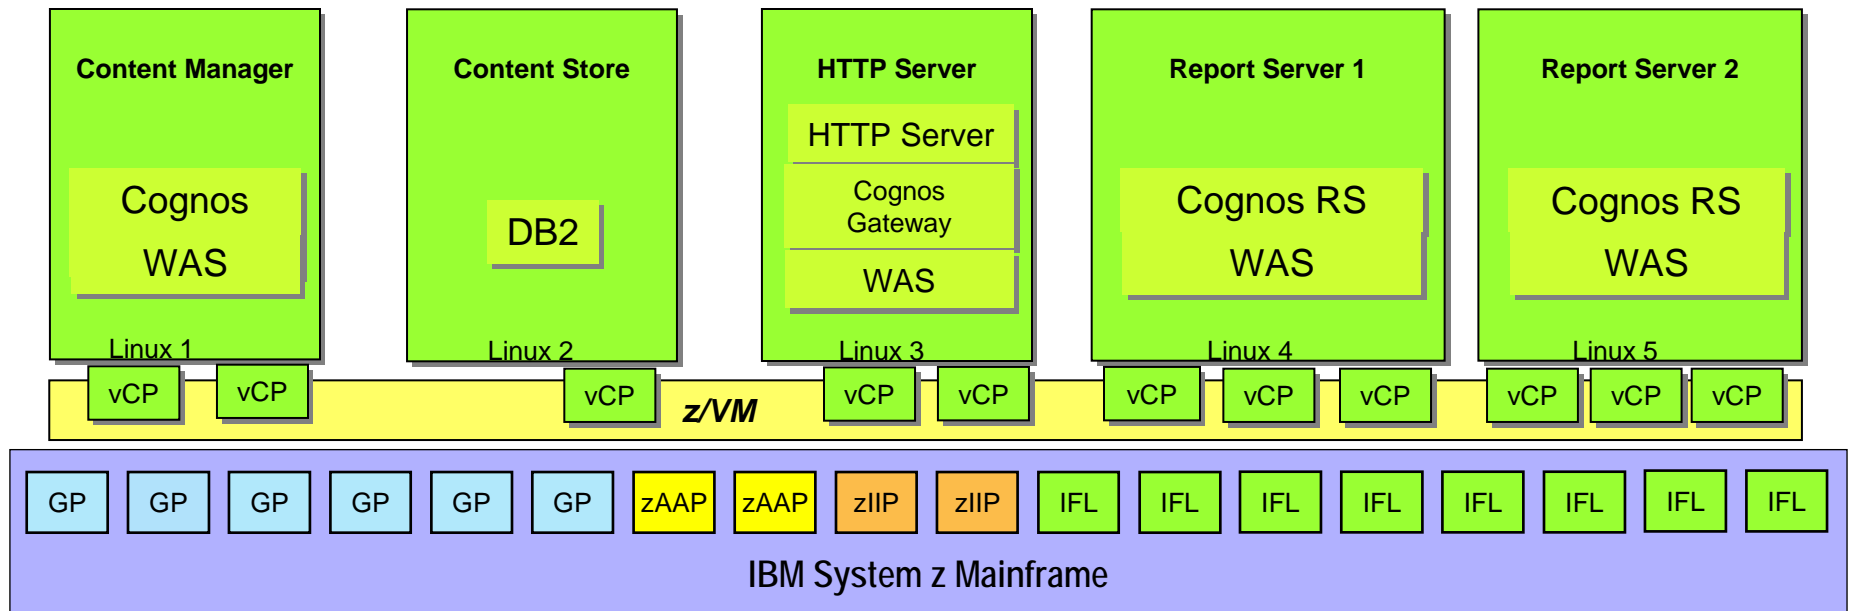 Content Manager
Content Store
HTTP Server
Report Server 1
Report Server 2
Cognos
WAS
DB2
HTTP Server
Cognos
Gateway
WAS
Cognos RS
WAS
Cognos RS
WAS
Linux 1
Linux 2
Linux 3
Linux 4
Linux 5
vCP
vCP
vCP
z/VM
vCP
vCP
vCP
vCP
vCP
vCP
vCP
vCP
GP
GP
GP
GP
GP
GP
zAAP
zAAP
zIIP
zIIP
IFL
IFL
IFL
IFL
IFL
IFL
IFL
IFL
IBM System z Mainframe